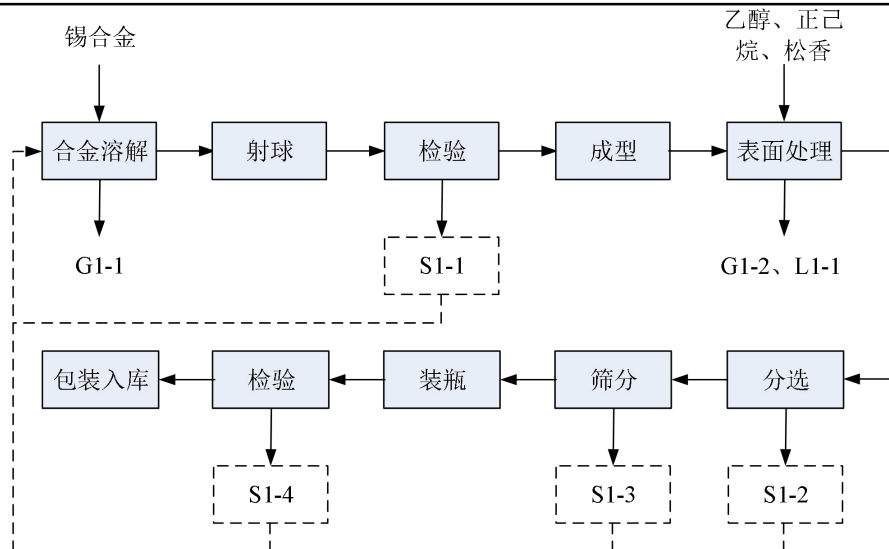 锡合金
乙醇、正己
烷、松香
合金溶解
射球
检验
成型
表面处理
G1-1
S1-1
G1-2、L1-1
包装入库
检验
装瓶
筛分
分选
S1-4
S1-3
S1-2